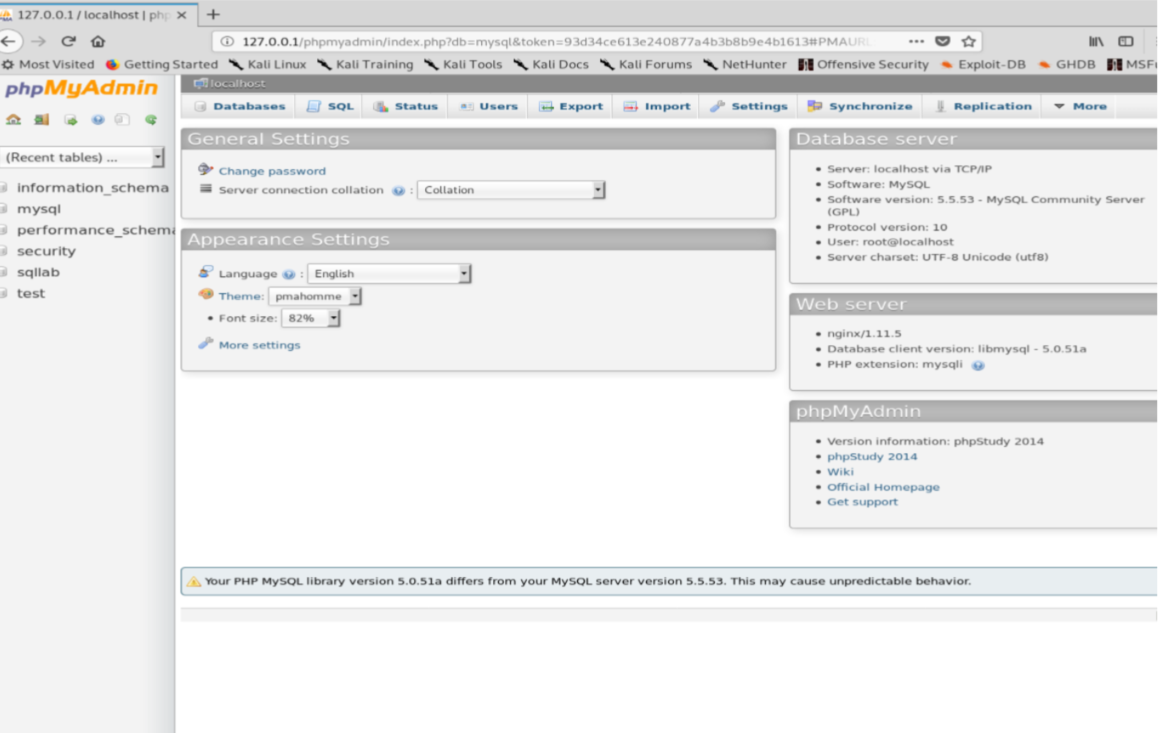 127.0.0.1 / localhost | php
127.0.0.1/phpmyadmin/index.php?db=mysql&token=93d34ce613e240877a4b3b8b9e4b1613#PMAURL
Most Visited Getting Started Kali Linux Kali Training Kali Tools Kali Docs Kali Forums NetHunter Offensive Security Exploit-DB GHDB MSFu
phpMyAdmin
(Recent tables) ...
information_schema
mysql
performance_schema
security
sqllab
test
localhost
Databases SQL Status Users Export Import Settings Synchronize Replication More
General Settings
Change password
Server connection collation : Collation
Appearance Settings
Language : English
Theme: pmahomme
• Font size: 82%
More settings
Database server
• Server: localhost via TCP/IP
• Software: MySQL
• Software version: 5.5.53 - MySQL Community Server
(GPL)
• Protocol version: 10
• User: root@localhost
• Server charset: UTF-8 Unicode (utf8)
Web server
• nginx/1.11.5
• Database client version: libmysql - 5.0.51a
• PHP extension: mysqli
phpMyAdmin
• Version information: phpStudy 2014
• phpStudy 2014
• Wiki
• Official Homepage
• Get support
Your PHP MySQL library version 5.0.51a differs from your MySQL server version 5.5.53. This may cause unpredictable behavior.